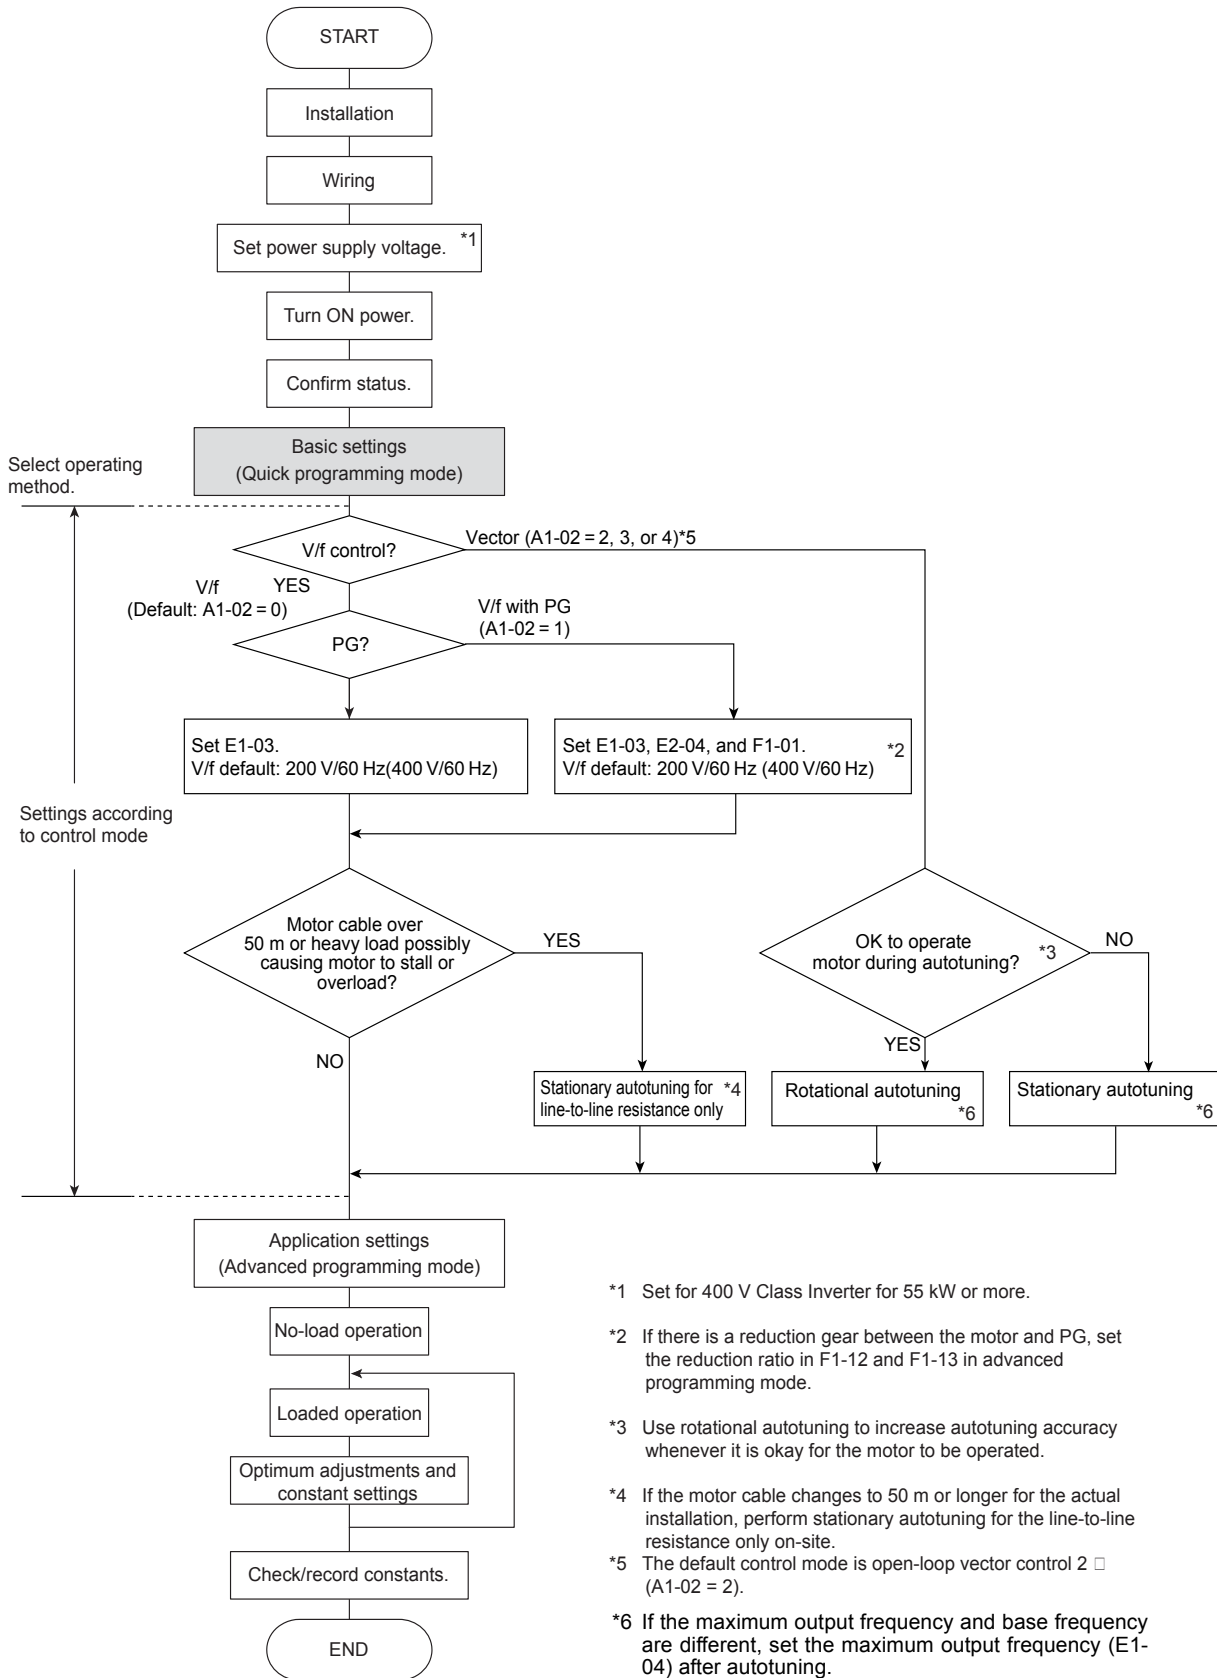 START
Installation
Wiring
Set power supply voltage. *1
Turn ON power.
Confirm status.
Basic settings
(Quick programming mode)
Select operating
method.
V/f control?
Vector (A1-02 = 2, 3, or 4)*5
V/f YES
(Default: A1-02 = 0)
V/f with PG
(A1-02 = 1)
PG?
Set E1-03.
V/f default: 200 V/60 Hz(400 V/60 Hz)
Set E1-03, E2-04, and F1-01. *2
V/f default: 200 V/60 Hz (400 V/60 Hz)
Settings according
to control mode
Motor cable over
50 m or heavy load possibly
causing motor to stall or
overload?
YES
NO
OK to operate
motor during autotuning? *3
NO
YES
Stationary autotuning for *4
line-to-line resistance only
Rotational autotuning
*6
Stationary autotuning
*6
Application settings
(Advanced programming mode)
No-load operation
Loaded operation
Optimum adjustments and
constant settings
Check/record constants.
END
*1 Set for 400 V Class Inverter for 55 kW or more.
*2 If there is a reduction gear between the motor and PG, set
the reduction ratio in F1-12 and F1-13 in advanced
programming mode.
*3 Use rotational autotuning to increase autotuning accuracy
whenever it is okay for the motor to be operated.
*4 If the motor cable changes to 50 m or longer for the actual
installation, perform stationary autotuning for the line-to-line
resistance only on-site.
*5 The default control mode is open-loop vector control 2 □
(A1-02 = 2).
*6 If the maximum output frequency and base frequency
are different, set the maximum output frequency (E1-
04) after autotuning.